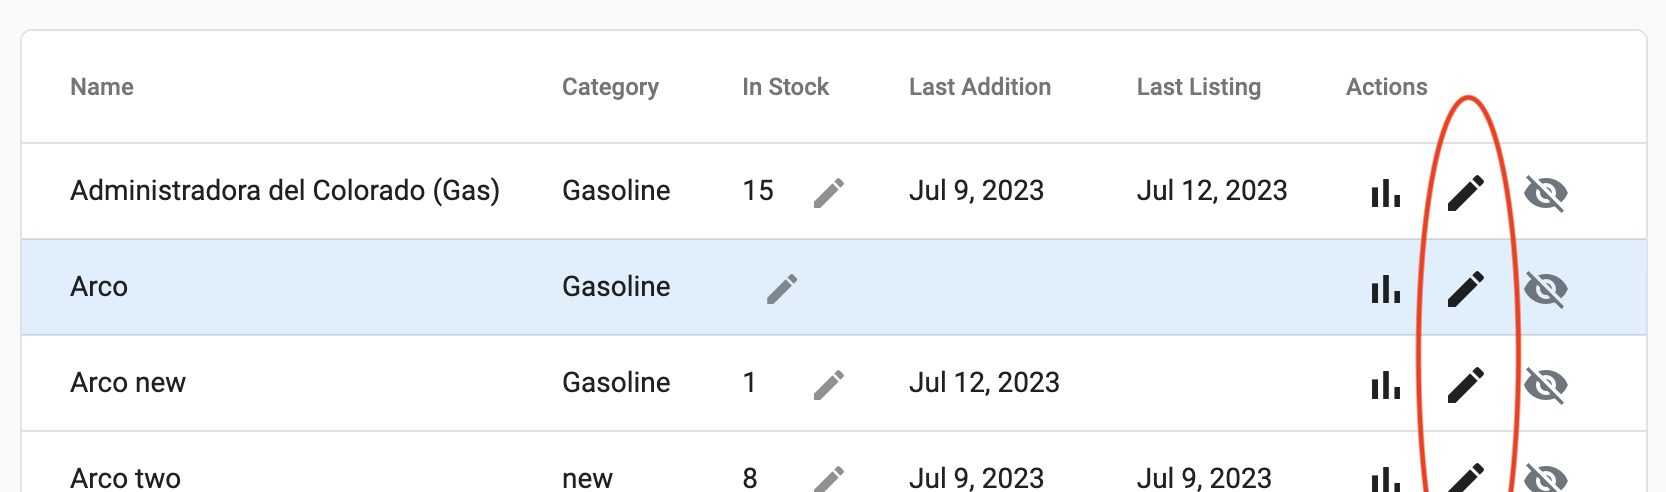 Name Category In Stock Last Addition Last Listing Actions
Administradora del Colorado (Gas) Gasoline 15 Jul 9, 2023 Jul 12, 2023
Arco Gasoline
Arco new Gasoline 1 Jul 12, 2023
Arco two new 8 Jul 9, 2023 Jul 9, 2023